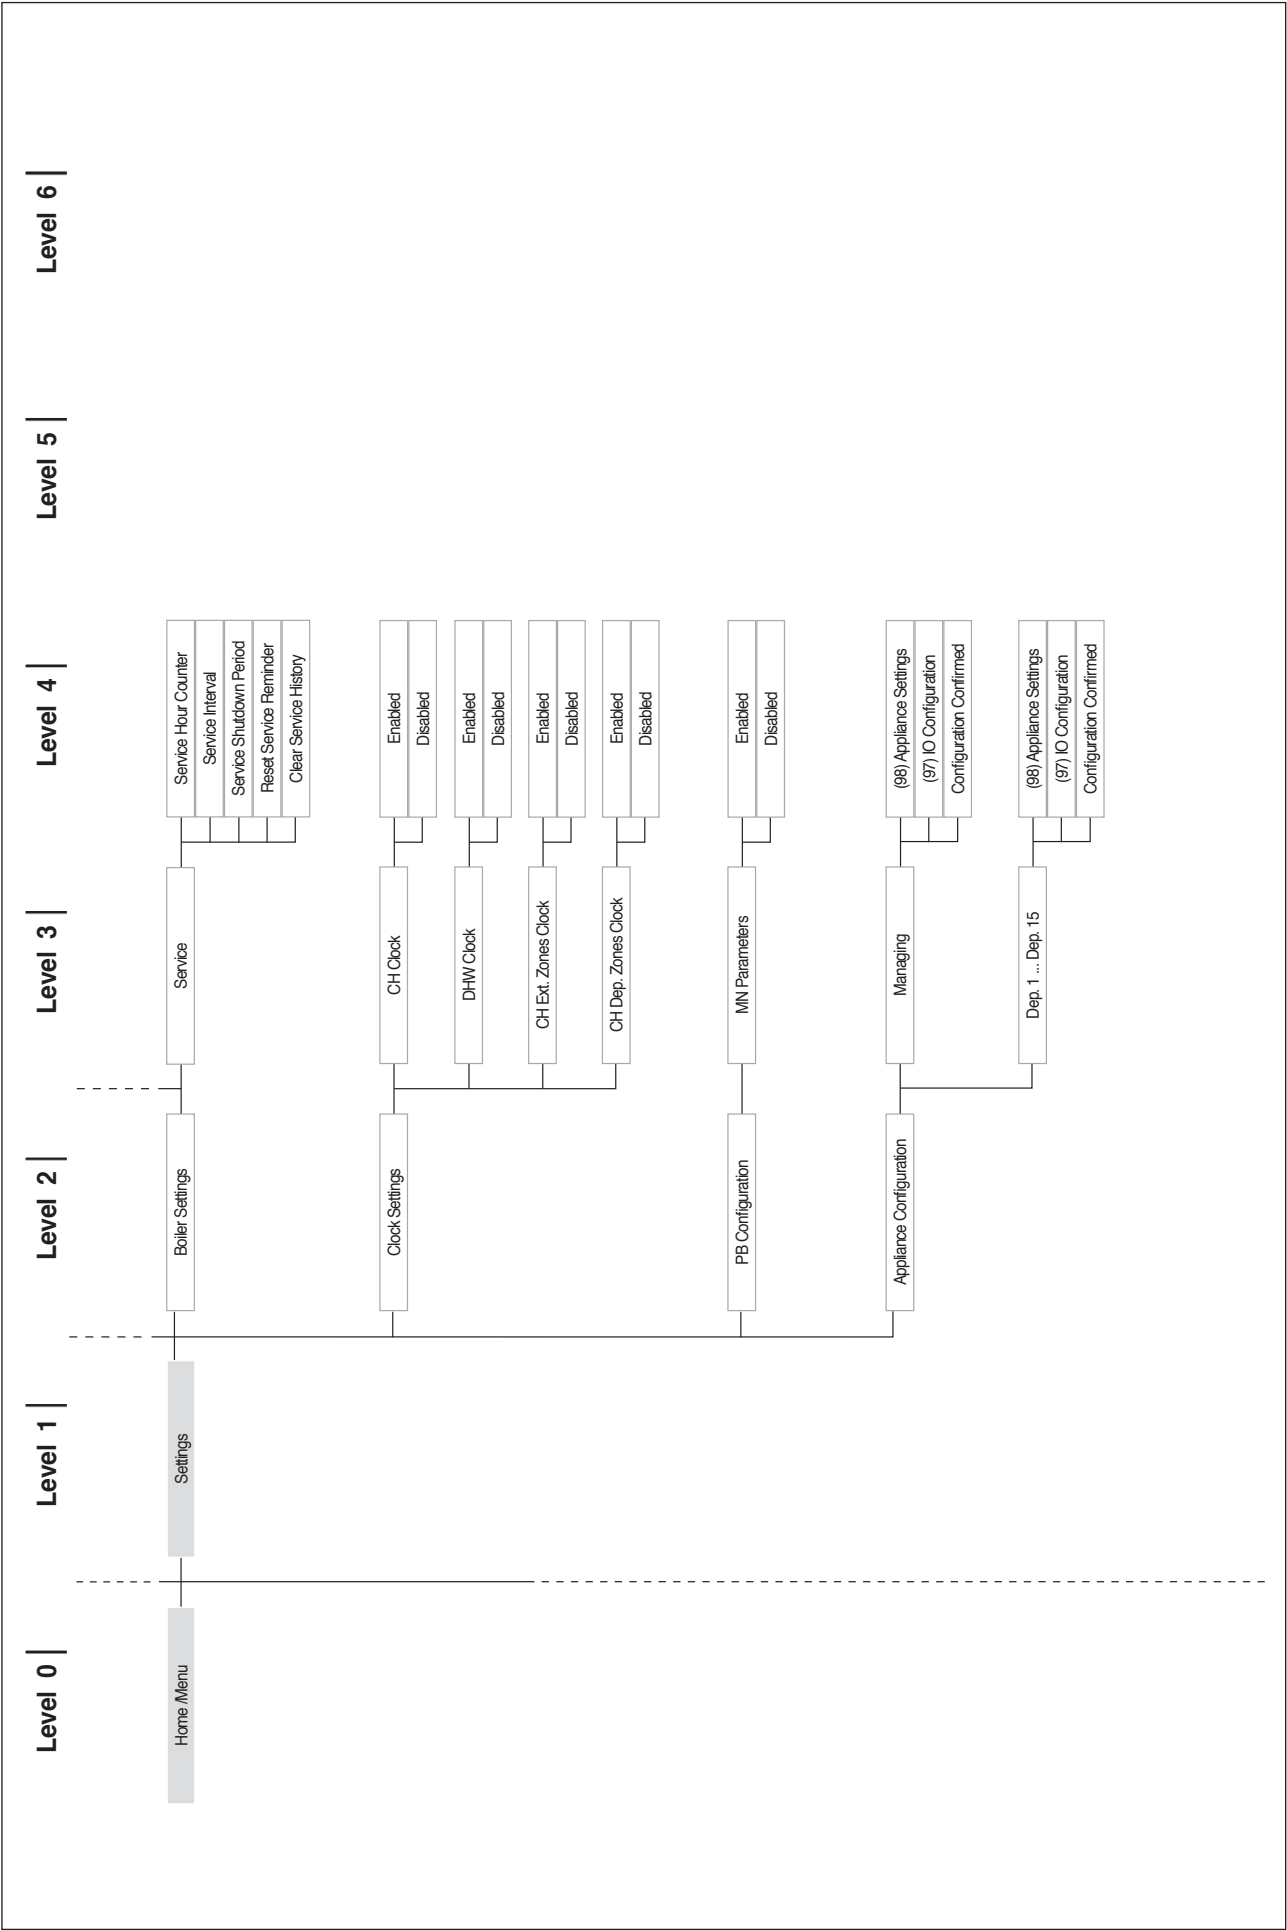 Level 0
Level 1
Level 2
Level 3
Level 4
Level 5
Level 6
Home /Menu
Settings
Boiler Settings
Service
Service Hour Counter
Service Interval
Service Shutdown Period
Reset Service Reminder
Clear Service History
Clock Settings
CH Clock
Enabled
Disabled
DHW Clock
Enabled
Disabled
CH Ext. Zones Clock
Enabled
Disabled
CH Dep. Zones Clock
Enabled
Disabled
PB Configuration
MN Parameters
Enabled
Disabled
Appliance Configuration
Managing
(98) Appliance Settings
(97) IO Configuration
Configuration Confirmed
Dep. 1 ... Dep. 15
(98) Appliance Settings
(97) IO Configuration
Configuration Confirmed